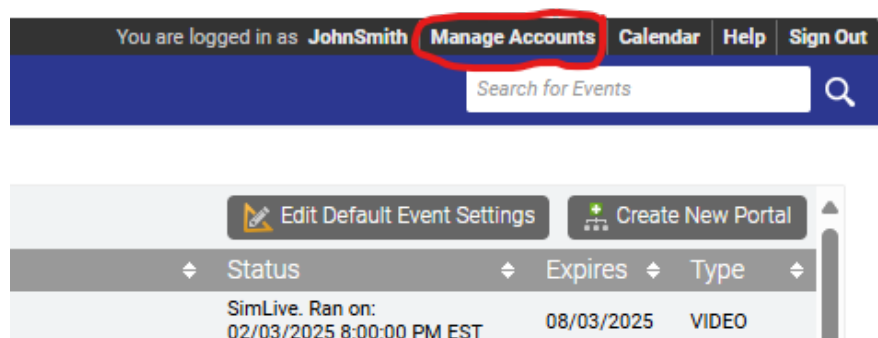 You are logged in as JohnSmith Manage Accounts Calendar Help Sign Out
Search for Events
Edit Default Event Settings Create New Portal
Status Expires Type
SimLive. Ran on:
02/03/2025 8:00:00 PM EST 08/03/2025 VIDEO